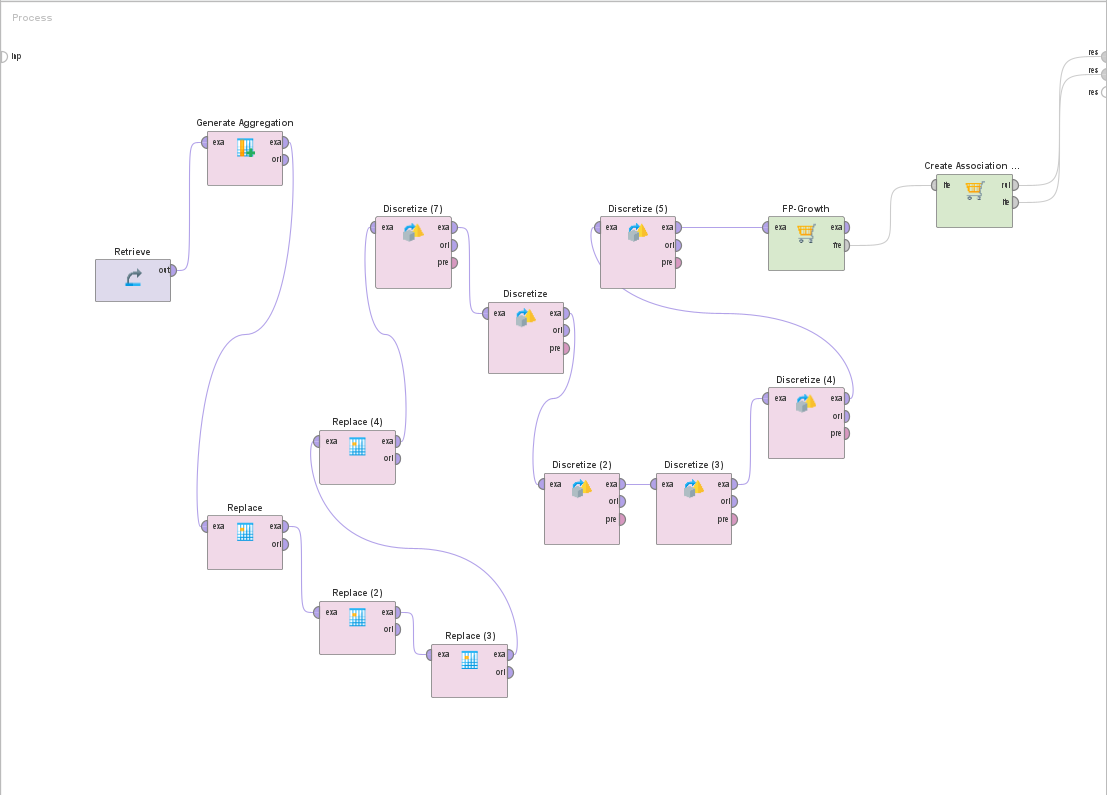 Process
inp
res
res
res
Generate Aggregation
exa exa
ori
Create Association ...
ite rul
ite
Discretize (7)
exa exa
ori
pre
Discretize (5)
exa exa
ori
pre
FP-Growth
exa exa
fre
Retrieve
out
Discretize
exa exa
ori
pre
Discretize (4)
exa exa
ori
pre
Replace (4)
exa exa
ori
Discretize (2)
exa exa
ori
pre
Discretize (3)
exa exa
ori
pre
Replace
exa exa
ori
Replace (2)
exa exa
ori
Replace (3)
exa exa
ori